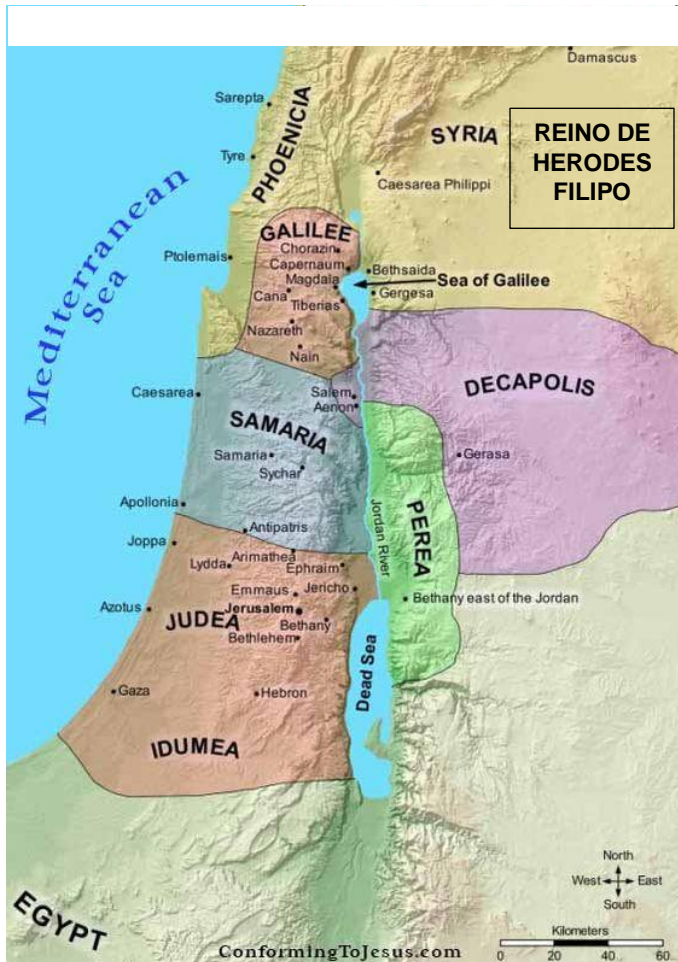 Damascus
Sarepta
PHOENICIA
SYRIA
REINO DE
HERODES
FILIPO
Tyre
Caesarea Philippi
Mediterranean
Sea
GALILEE
Chorazin
Ptolemais
Capernaum
Bethsaida
Magdala
Sea of Galilee
Cana
Tiberias
Gergesa
Nazareth
Nain
DECAPOLIS
Caesarea
Salem
Aenon
SAMARIA
Samaria
Sychar
Gerasa
Apollonia
PEREA
Jordan River
Antipatris
Joppa
Arimathea
Lydda
Ephraim
Emmaus
Jericho
Bethany east of the Jordan
Azotus
Jerusalem
JUDEA
Bethany
Bethlehem
Dead Sea
Gaza
Hebron
IDUMEA
North
West
East
South
EGYPT
Kilometers
0 20 40 60
ConformingToJesus.com